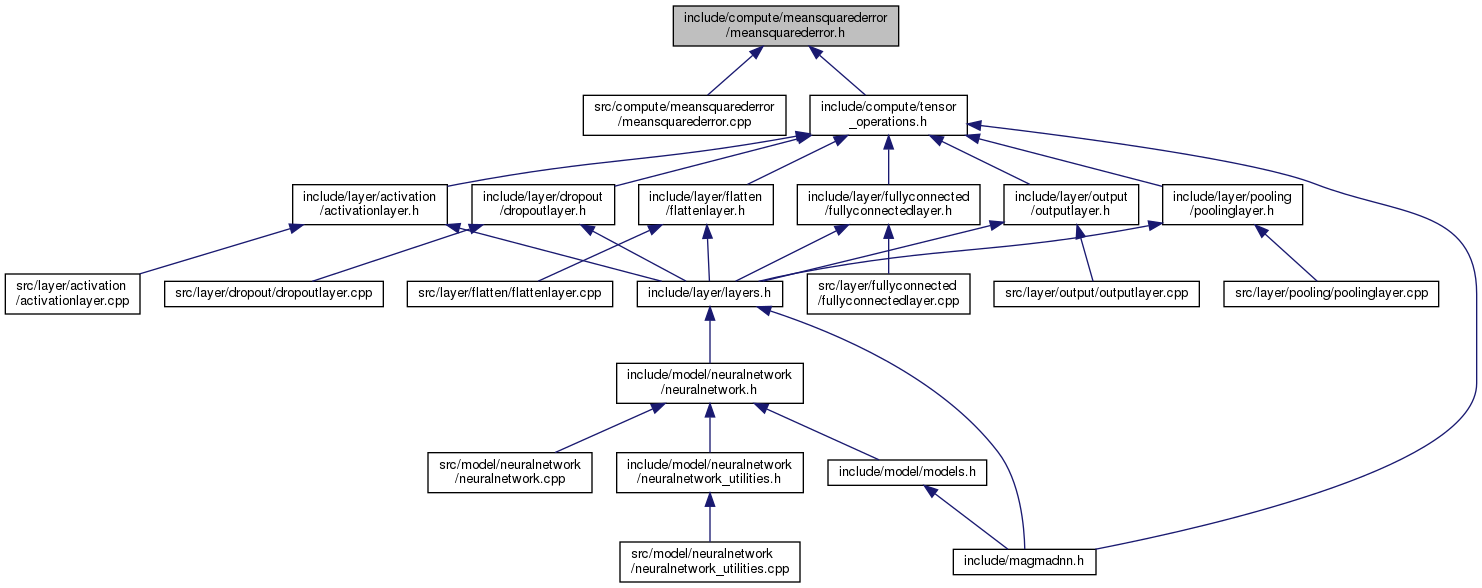 include/compute/meansquarederror
/meansquarederror.h
src/compute/meansquarederror
/meansquarederror.cpp
include/compute/tensor
_operations.h
include/layer/activation
/activationlayer.h
include/layer/dropout
/dropoutlayer.h
include/layer/flatten
/flattenlayer.h
include/layer/fullyconnected
/fullyconnectedlayer.h
include/layer/output
/outputlayer.h
include/layer/pooling
/poolinglayer.h
src/layer/activation
/activationlayer.cpp
src/layer/dropout/dropoutlayer.cpp
src/layer/flatten/flattenlayer.cpp
include/layer/layers.h
src/layer/fullyconnected
/fullyconnectedlayer.cpp
src/layer/output/outputlayer.cpp
src/layer/pooling/poolinglayer.cpp
include/model/neuralnetwork
/neuralnetwork.h
src/model/neuralnetwork
/neuralnetwork.cpp
include/model/neuralnetwork
/neuralnetwork_utilities.h
include/model/models.h
src/model/neuralnetwork
/neuralnetwork_utilities.cpp
include/magmadnn.h